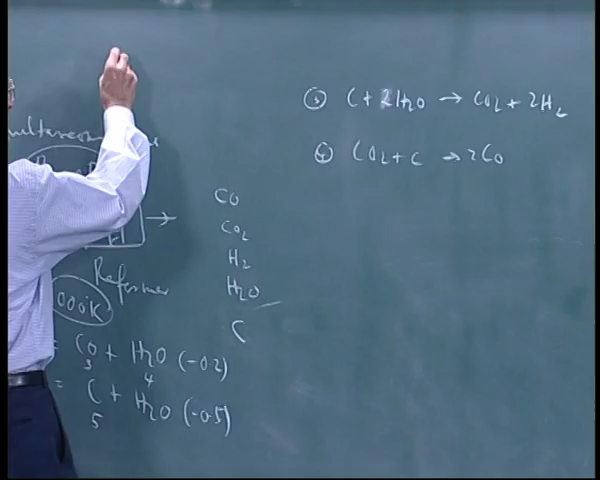 ③ C + 2H₂O → CO₂ + 2H₂
④ CO₂ + C → 2CO
CO
CO₂
H₂
H₂O
C
Reformer
000°K
= CO + H₂O (-0.2)
3 4
= C + H₂O (-0.5)
5